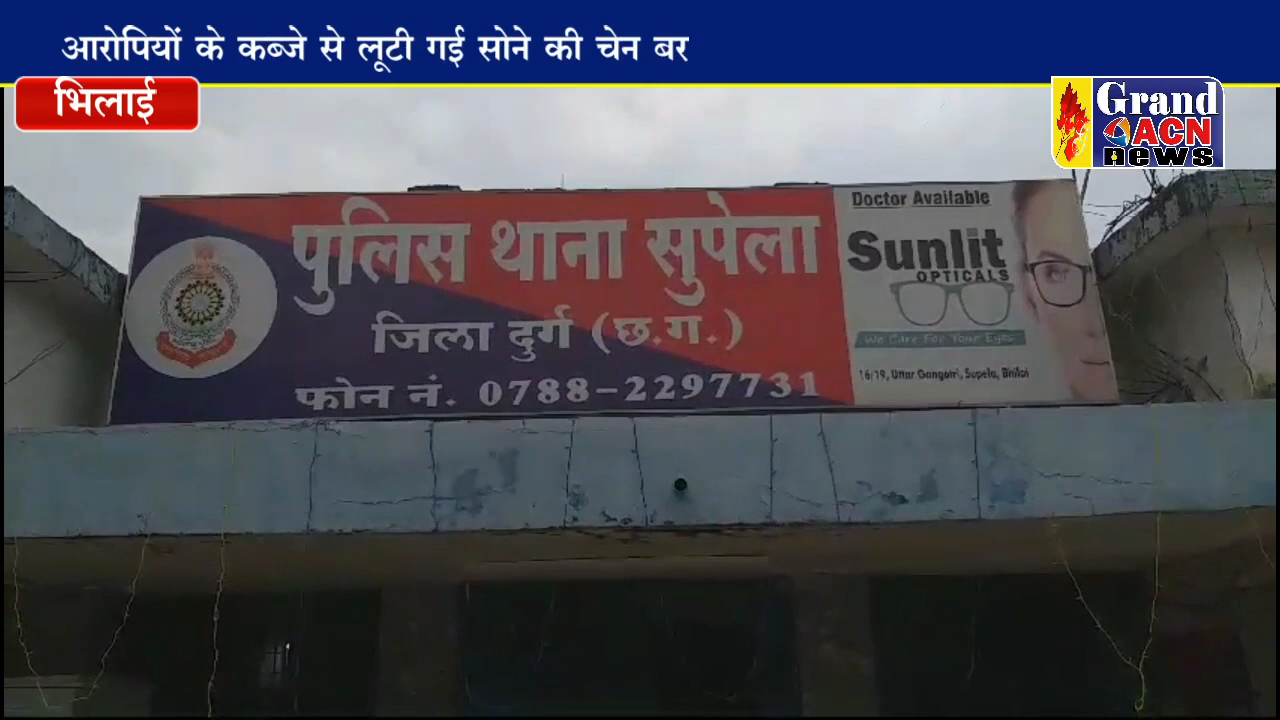 आरोपियों के कब्जे से लूटी गई सोने की चेन बर
भिलाई
Grand
ACN
news
पुलिस थाना सुपेला
जिला दुर्ग (छ.ग.)
फोन नं. 0788-2297731
Doctor Available
Sunlit
OPTICALS
We Care For Your Eyes
16/19, Uttar Gangotri, Supela, Bhilai